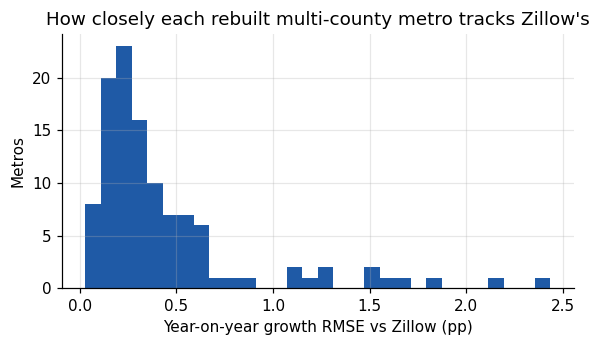 How closely each rebuilt multi-county metro tracks Zillow's
20
15
10
5
0
Metros
0.0 0.5 1.0 1.5 2.0 2.5
Year-on-year growth RMSE vs Zillow (pp)